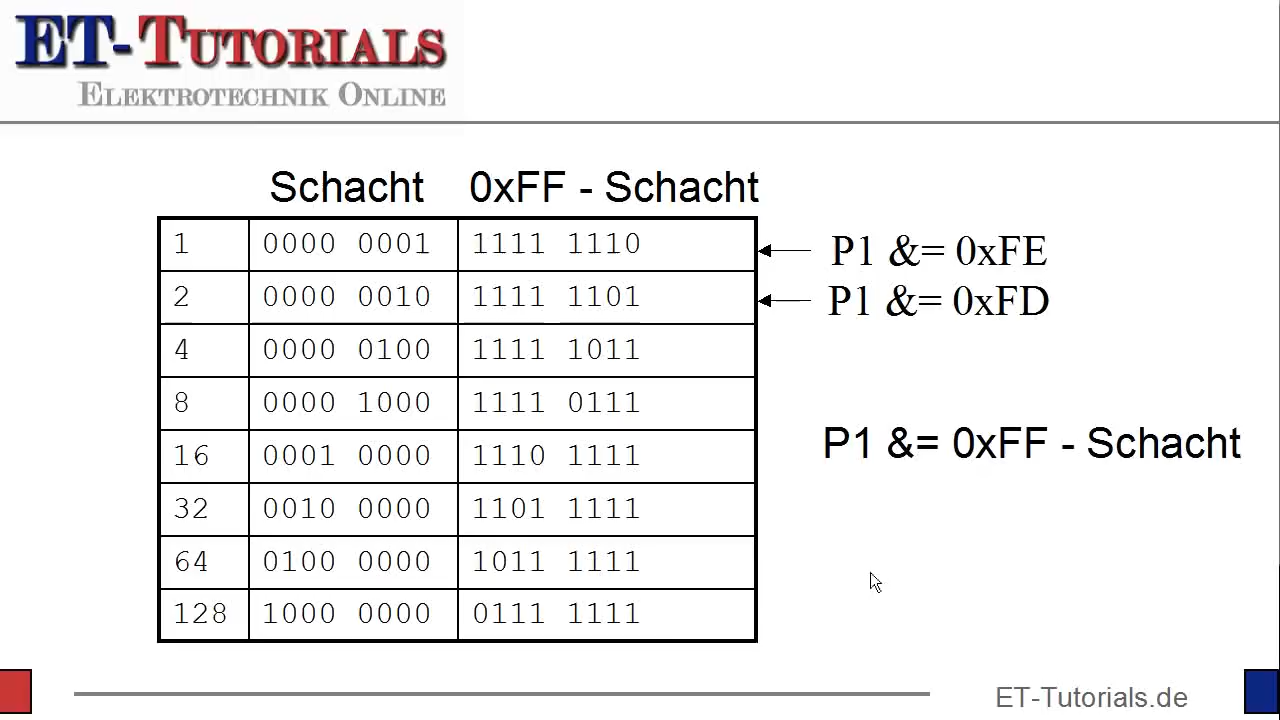 ET-TUTORIALS
ELEKTROTECHNIK ONLINE
Schacht 0xFF - Schacht
1 0000 0001 1111 1110 P1 &= 0xFE
2 0000 0010 1111 1101 P1 &= 0xFD
4 0000 0100 1111 1011
8 0000 1000 1111 0111
P1 &= 0xFF - Schacht
16 0001 0000 1110 1111
32 0010 0000 1101 1111
64 0100 0000 1011 1111
128 1000 0000 0111 1111
ET-Tutorials.de